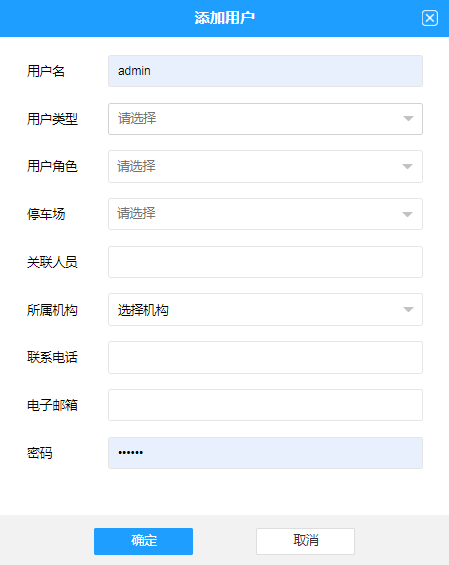 添加用户
用户名 admin
用户类型 请选择
用户角色 请选择
停车场 请选择
关联人员
所属机构 选择机构
联系电话
电子邮箱
密码 ••••••
确定 取消